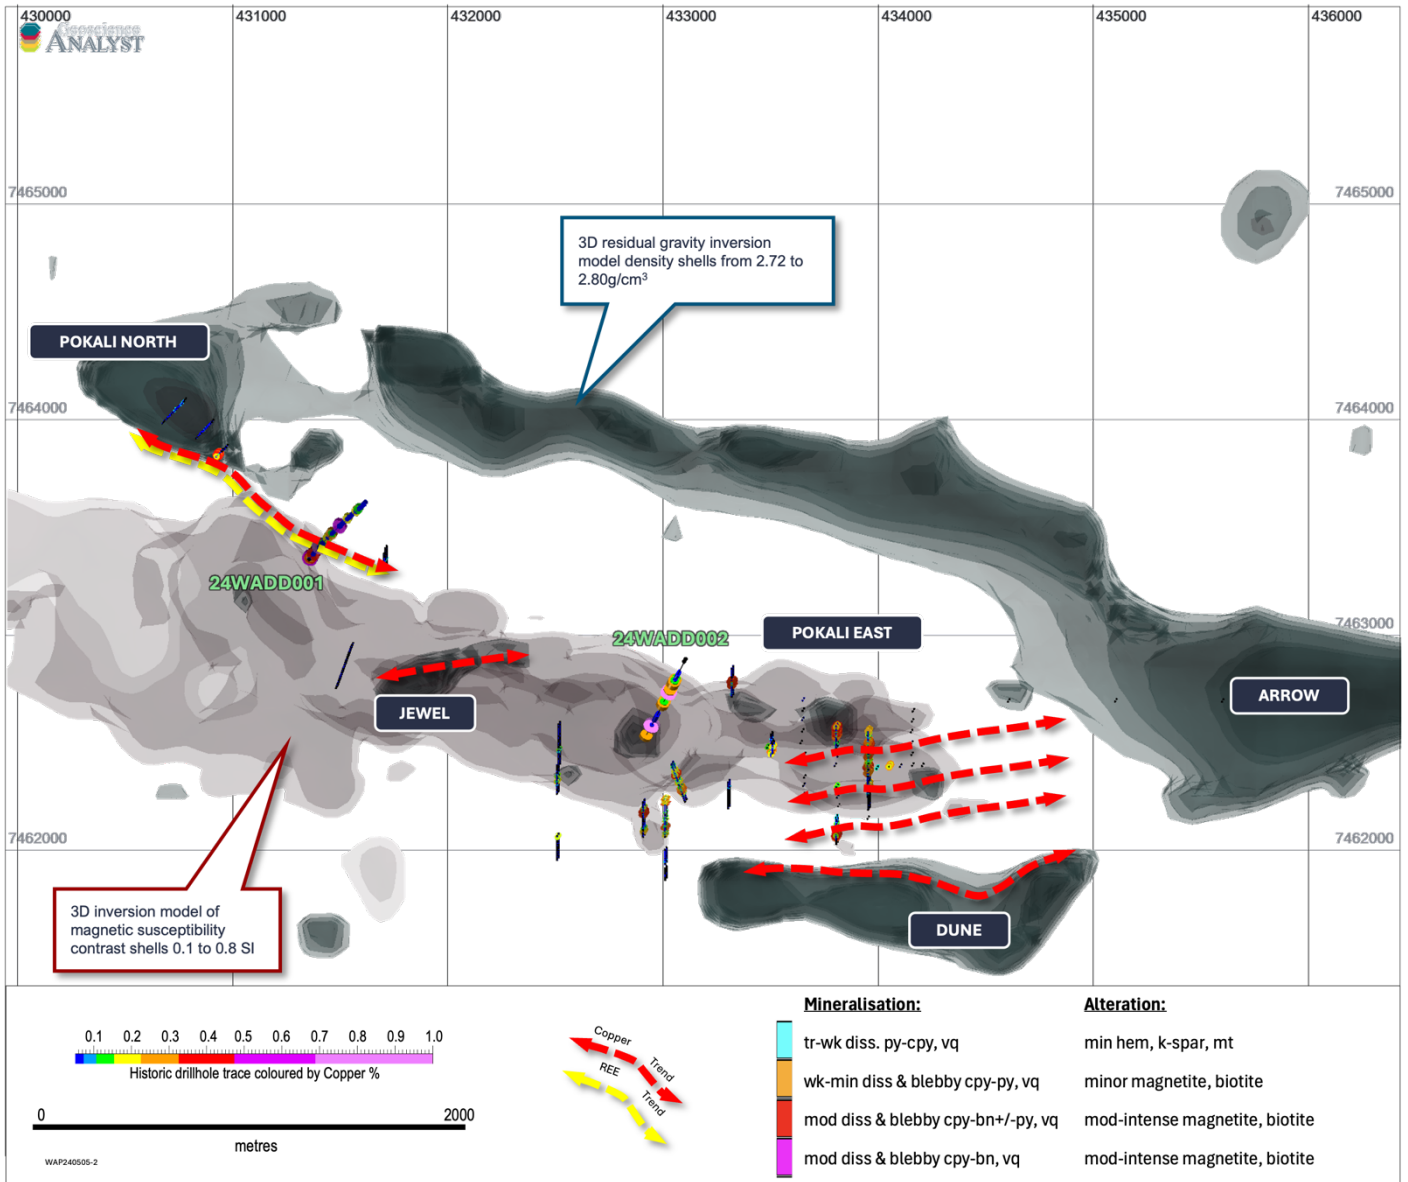 430000 431000 432000 433000 434000 435000 436000
Geoscience
ANALYST
7465000 7465000
3D residual gravity inversion
model density shells from 2.72 to
2.80g/cm³
POKALI NORTH
7464000 7464000
24WADD001
24WADD002
POKALI EAST
7463000 7463000
ARROW
JEWEL
7462000 7462000
3D inversion model of
magnetic susceptibility
contrast shells 0.1 to 0.8 SI
DUNE
0.1 0.2 0.3 0.4 0.5 0.6 0.7 0.8 0.9 1.0
Historic drillhole trace coloured by Copper %
0 2000
metres
WAP240505-2
Copper Trend
REE Trend
Mineralisation: Alteration:
tr-wk diss. py-cpy, vq min hem, k-spar, mt
wk-min diss & blebby cpy-py, vq minor magnetite, biotite
mod diss & blebby cpy-bn+/-py, vq mod-intense magnetite, biotite
mod diss & blebby cpy-bn, vq mod-intense magnetite, biotite